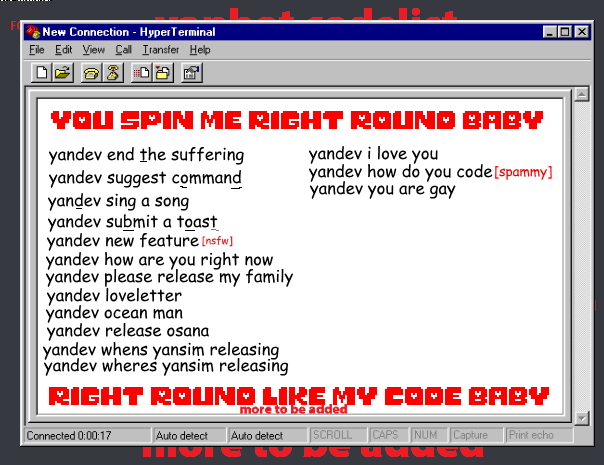 yanbot codelist
New Connection - HyperTerminal
File Edit View Call Transfer Help
YOU SPIN ME RIGHT ROUND BABY
yandev end the suffering
yandev suggest command
yandev sing a song
yandev submit a toast
yandev new feature [nsfw]
yandev how are you right now
yandev please release my family
yandev loveletter
yandev ocean man
yandev release osana
yandev whens yansim releasing
yandev wheres yansim releasing
yandev i love you
yandev how do you code [spammy]
yandev you are gay
RIGHT ROUND LIKE MY CODE BABY
more to be added
Connected 0:00:17 Auto detect Auto detect SCROLL CAPS NUM Capture Print echo
more to be added